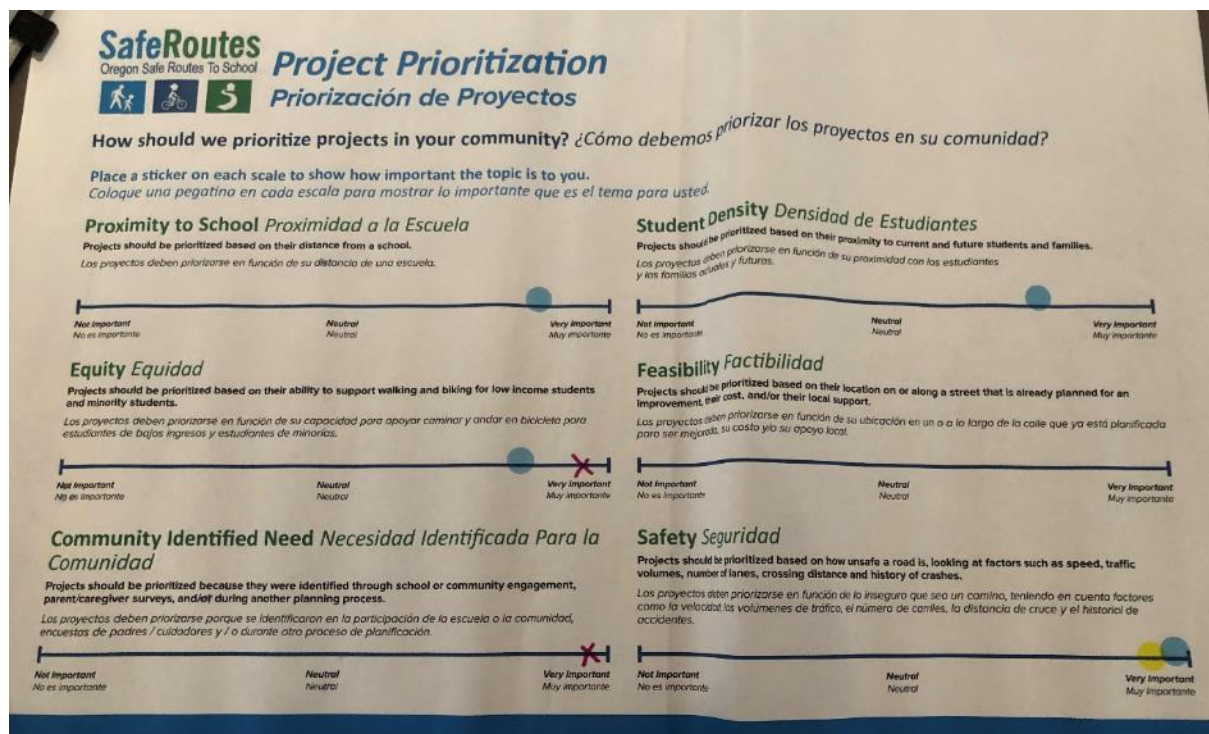 SafeRoutes
Oregon Safe Routes To School
Project Prioritization
Priorización de Proyectos
How should we prioritize projects in your community? ¿Cómo debemos priorizar los proyectos en su comunidad?
Place a sticker on each scale to show how important the topic is to you.
Coloque una pegatina en cada escala para mostrar lo importante que es el tema para usted.
Proximity to School Proximidad a la Escuela
Projects should be prioritized based on their distance from a school.
Los proyectos deben priorizarse en función de su distancia de una escuela.
Not Important
No es importante
Neutral
Neutral
Very Important
Muy importante
Student Density Densidad de Estudiantes
Projects should be prioritized based on their proximity to current and future students and families.
Los proyectos deben priorizarse en función de su proximidad con los estudiantes
y las familias actuales y futuros.
Not Important
No es importante
Neutral
Neutral
Very Important
Muy importante
Equity Equidad
Projects should be prioritized based on their ability to support walking and biking for low income students
and minority students.
Los proyectos deben priorizarse en función de su capacidad para apoyar caminar y andar en bicicleta para
estudiantes de bajos ingresos y estudiantes de minorías.
Not Important
No es importante
Neutral
Neutral
Very Important
Muy importante
Feasibility Factibilidad
Projects should be prioritized based on their location on or along a street that is already planned for an
improvement, their cost, and/or their local support.
Los proyectos deben priorizarse en función de su ubicación en un o a lo largo de la calle que ya está planificada
para ser mejorada, su costo y/o su apoyo local.
Not Important
No es importante
Neutral
Neutral
Very Important
Muy importante
Community Identified Need Necesidad Identificada Para la
Comunidad
Projects should be prioritized because they were identified through school or community engagement,
parent/caregiver surveys, and/or during another planning process.
Los proyectos deben priorizarse porque se identificaron en la participación de la escuela o la comunidad,
encuestas de padres / cuidadores y / o durante otro proceso de planificación.
Not Important
No es importante
Neutral
Neutral
Very Important
Muy importante
Safety Seguridad
Projects should be prioritized based on how unsafe a road is, looking at factors such as speed, traffic
volumes, number of lanes, crossing distance and history of crashes.
Los proyectos deben priorizarse en función de lo inseguro que sea un camino, teniendo en cuenta factores
como la velocidad, los volúmenes de tráfico, el número de carriles, la distancia de cruce y el historial de
accidentes.
Not Important
No es importante
Neutral
Neutral
Very Important
Muy importante